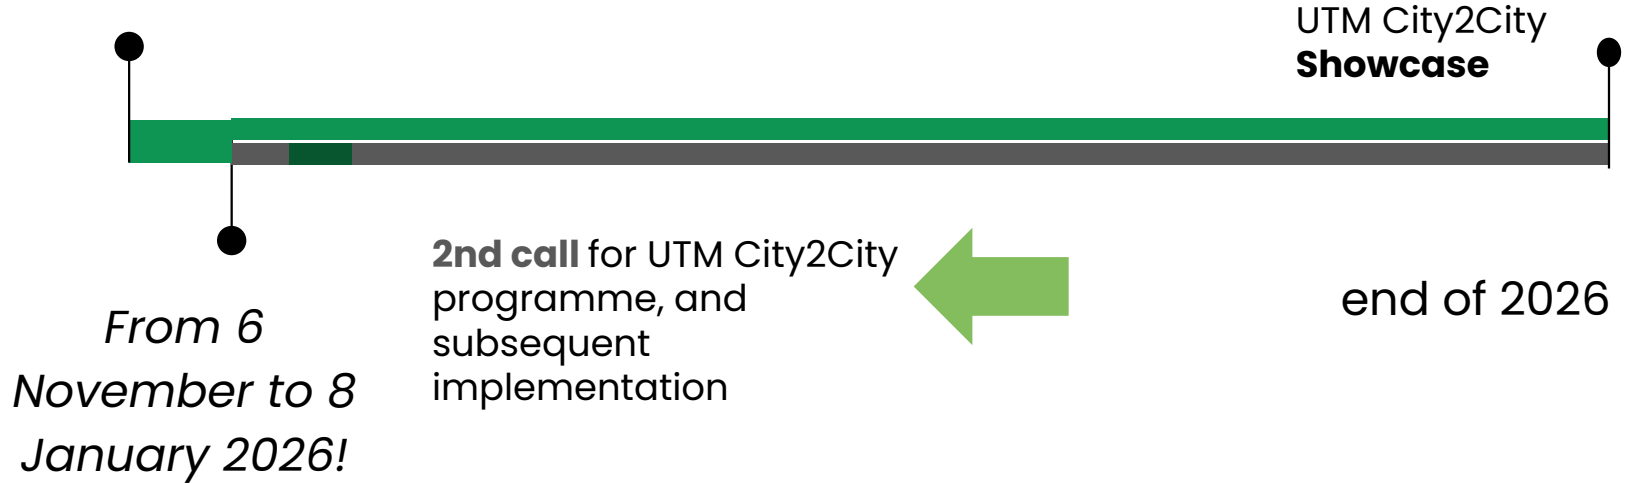 UTM City2City
Showcase
2nd call for UTM City2City
programme, and
subsequent
implementation
From 6
November to 8
January 2026!
end of 2026